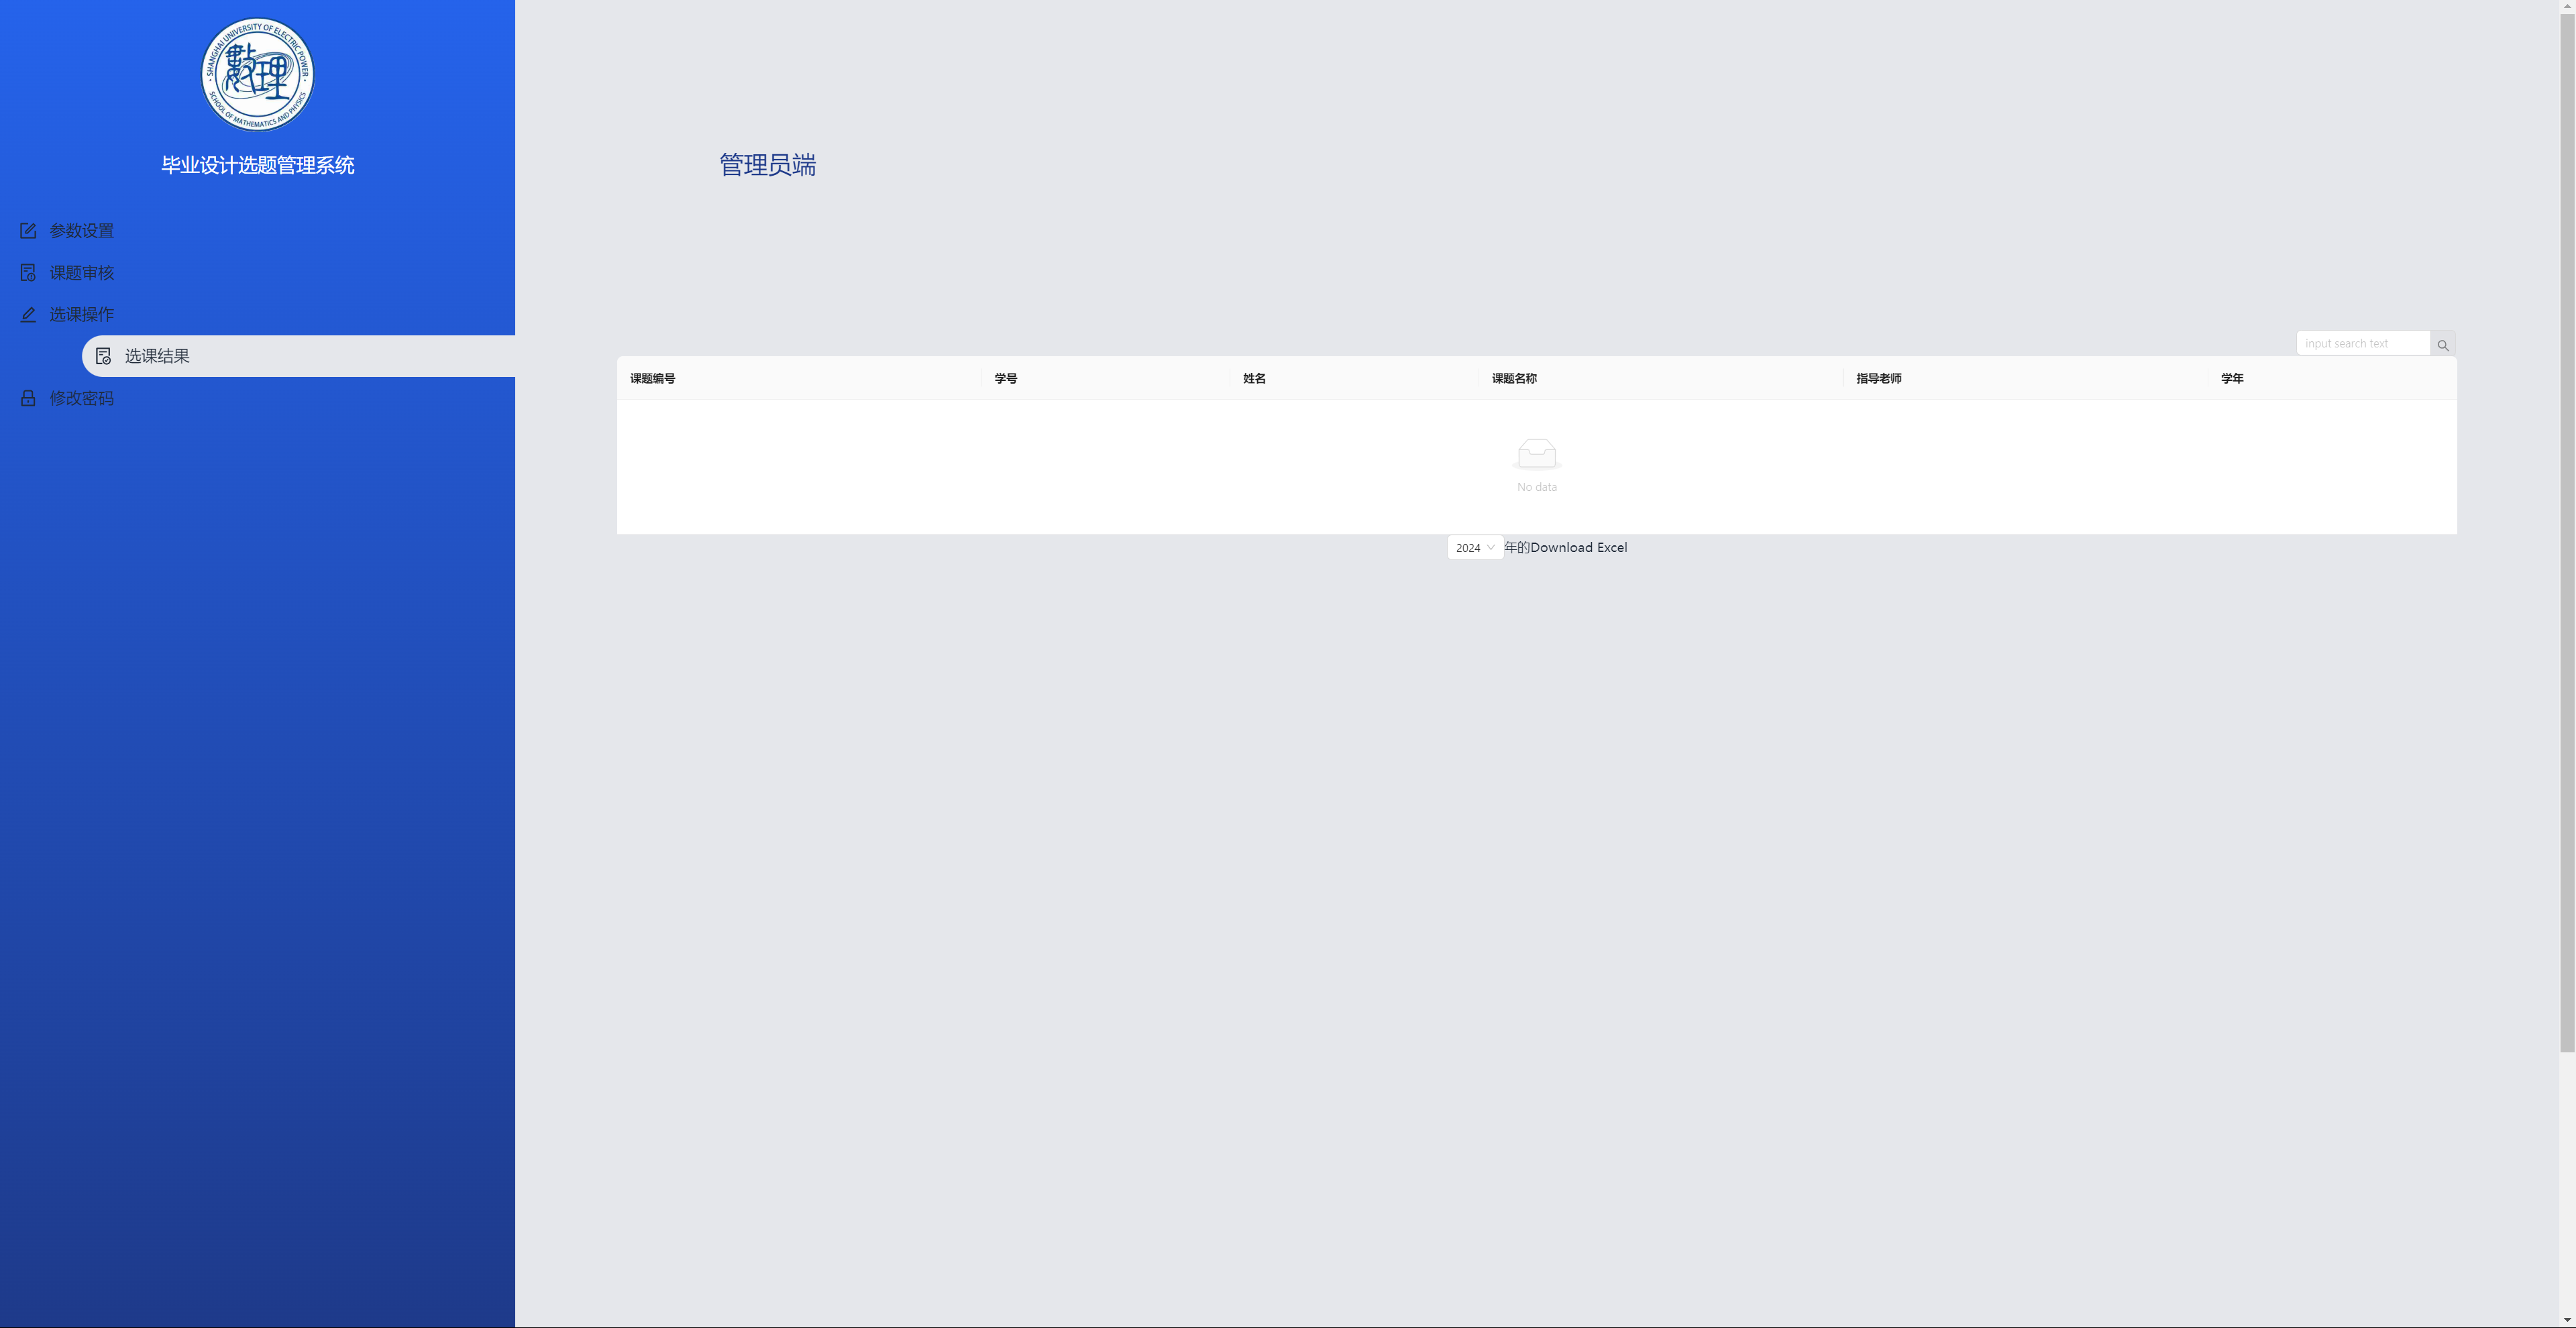 SHANGHAI UNIVERSITY OF ELECTRIC POWER
数理
SCHOOL OF MATHEMATICS AND PHYSICS
毕业设计选题管理系统
管理员端
参数设置
课题审核
选课操作
选课结果
修改密码
input search text
课题编号 学号 姓名 课题名称 指导老师 学年
No data
2024 年的Download Excel